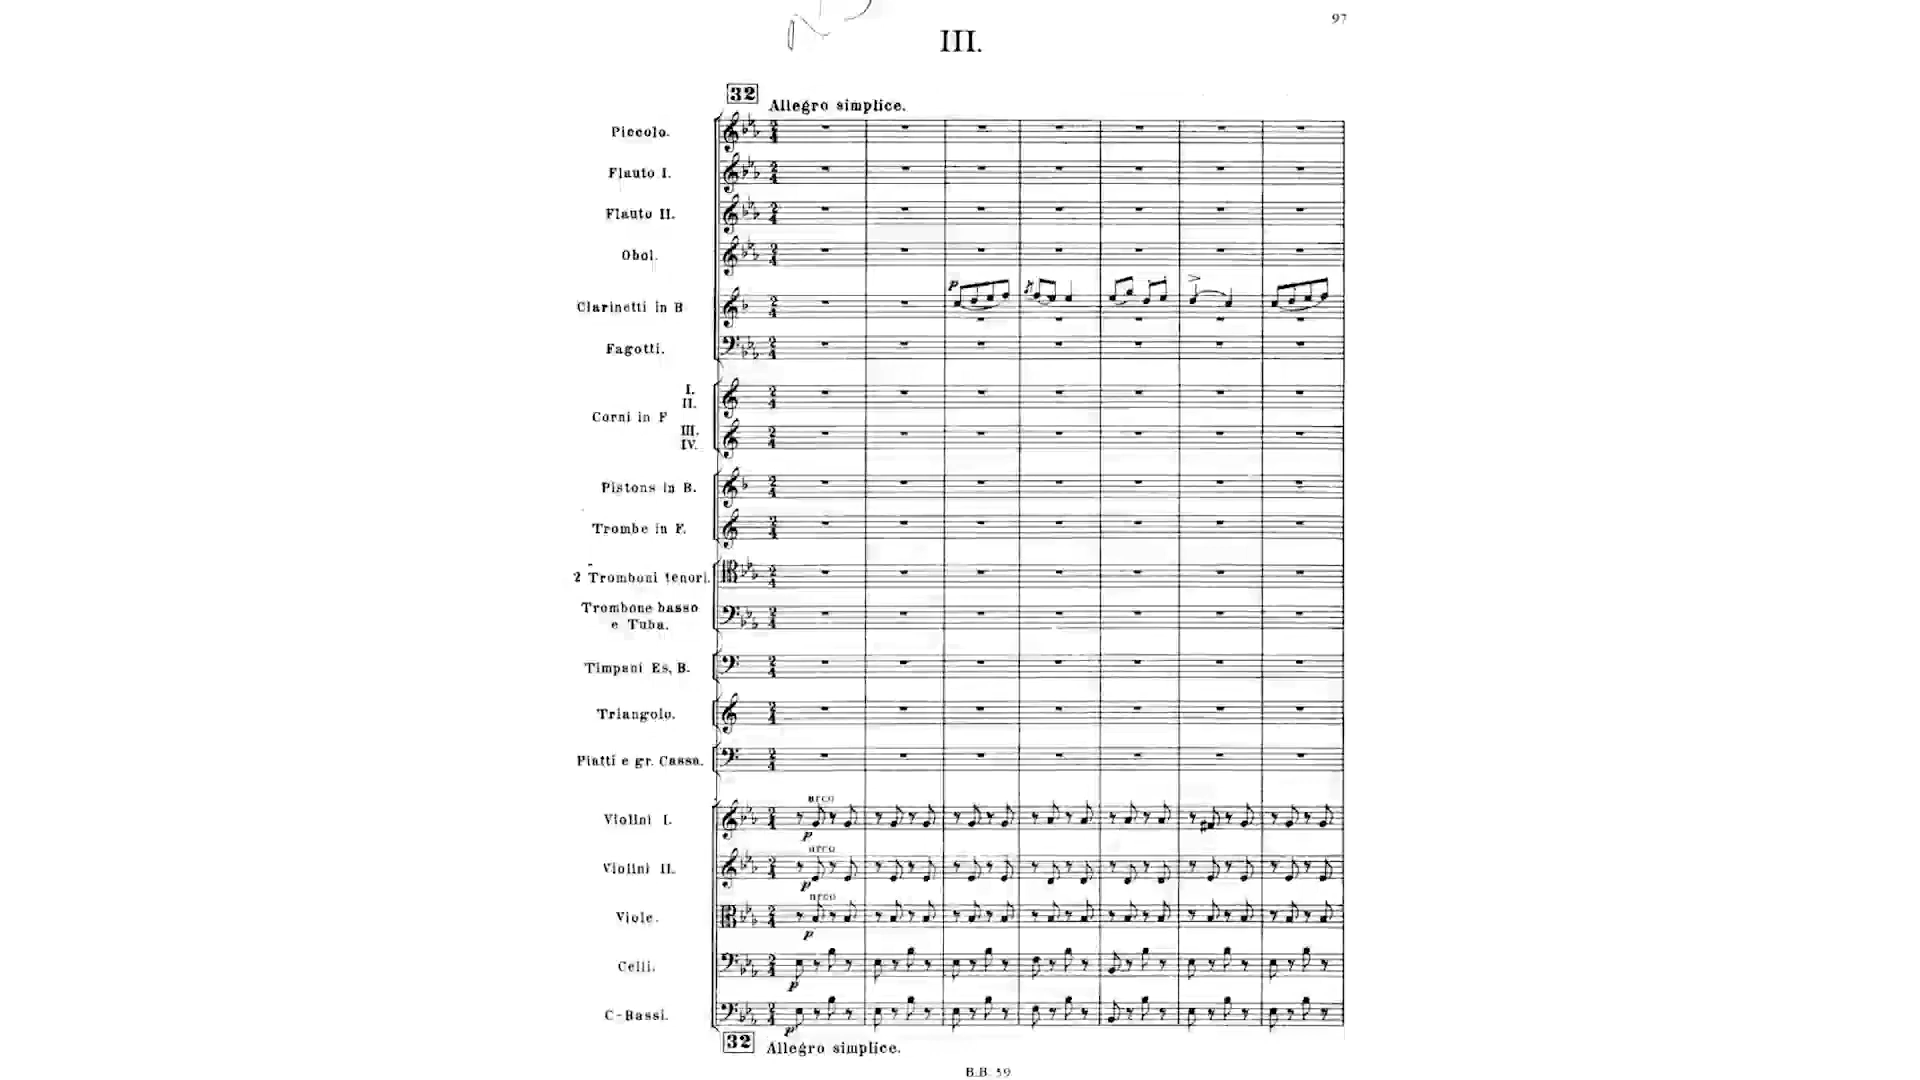 97
III.
32
Allegro simplice.
Piccolo.
Flauto I.
Flauto II.
Oboi.
Clarinetti in B
p
Fagotti.
I.
II.
Corni in F
III.
IV.
Pistons in B.
Trombe in F.
2 Tromboni tenori.
Trombone basso
e Tuba.
Timpani Es, B.
Triangolo.
Piatti e gr. Cassa.
arco
Violini I.
p
arco
Violini II.
p
arco
Viole.
p
Celli.
p
C-Bassi.
p
32
Allegro simplice.
B.B. 59